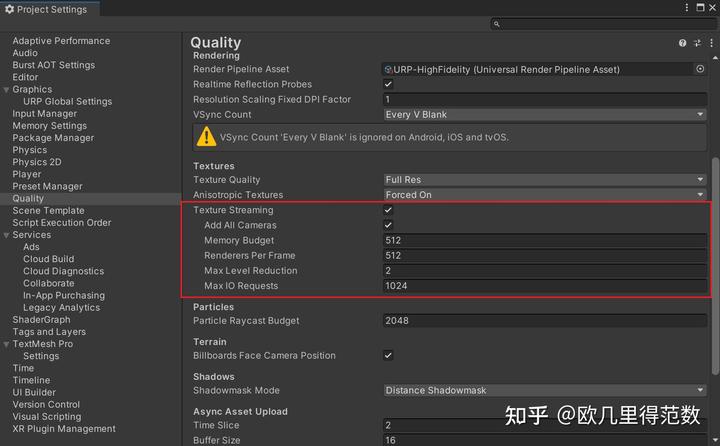 Project Settings
Adaptive Performance
Audio
Burst AOT Settings
Editor
Graphics
URP Global Settings
Input Manager
Memory Settings
Package Manager
Physics
Physics 2D
Player
Preset Manager
Quality
Scene Template
Script Execution Order
Services
Ads
Cloud Build
Cloud Diagnostics
Collaborate
In-App Purchasing
Legacy Analytics
ShaderGraph
Tags and Layers
TextMesh Pro
Settings
Time
Timeline
UI Builder
Version Control
Visual Scripting
XR Plugin Management
Quality
Rendering
Render Pipeline Asset URP-HighFidelity (Universal Render Pipeline Asset)
Realtime Reflection Probes
Resolution Scaling Fixed DPI Factor 1
VSync Count Every V Blank
VSync Count 'Every V Blank' is ignored on Android, iOS and tvOS.
Textures
Texture Quality Full Res
Anisotropic Textures Forced On
Texture Streaming
Add All Cameras
Memory Budget 512
Renderers Per Frame 512
Max Level Reduction 2
Max IO Requests 1024
Particles
Particle Raycast Budget 2048
Terrain
Billboards Face Camera Position
Shadows
Shadowmask Mode Distance Shadowmask
Async Asset Upload
Time Slice 2
Buffer Size 16
知乎 @欧几里得范数